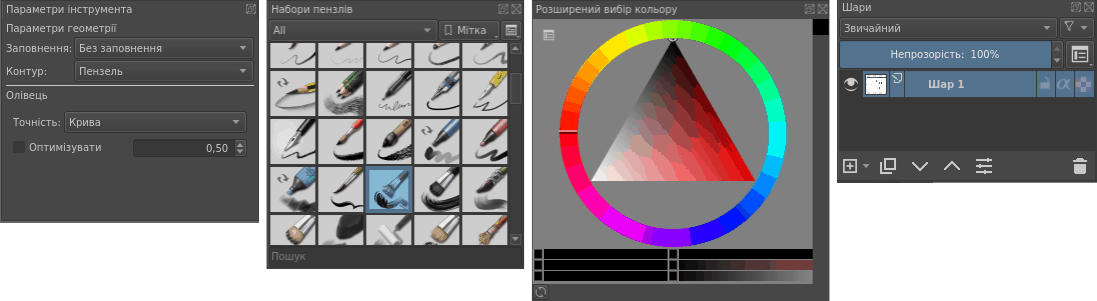 Параметри інструмента
Параметри геометрії
Заповнення: Без заповнення
Контур: Пензель
Олівець
Точність: Крива
Оптимізувати 0,50
Набори пензлів
All Мітка
Пошук
Розширений вибір кольору
Шари
Звичайний
Непрозорість: 100%
Шар 1